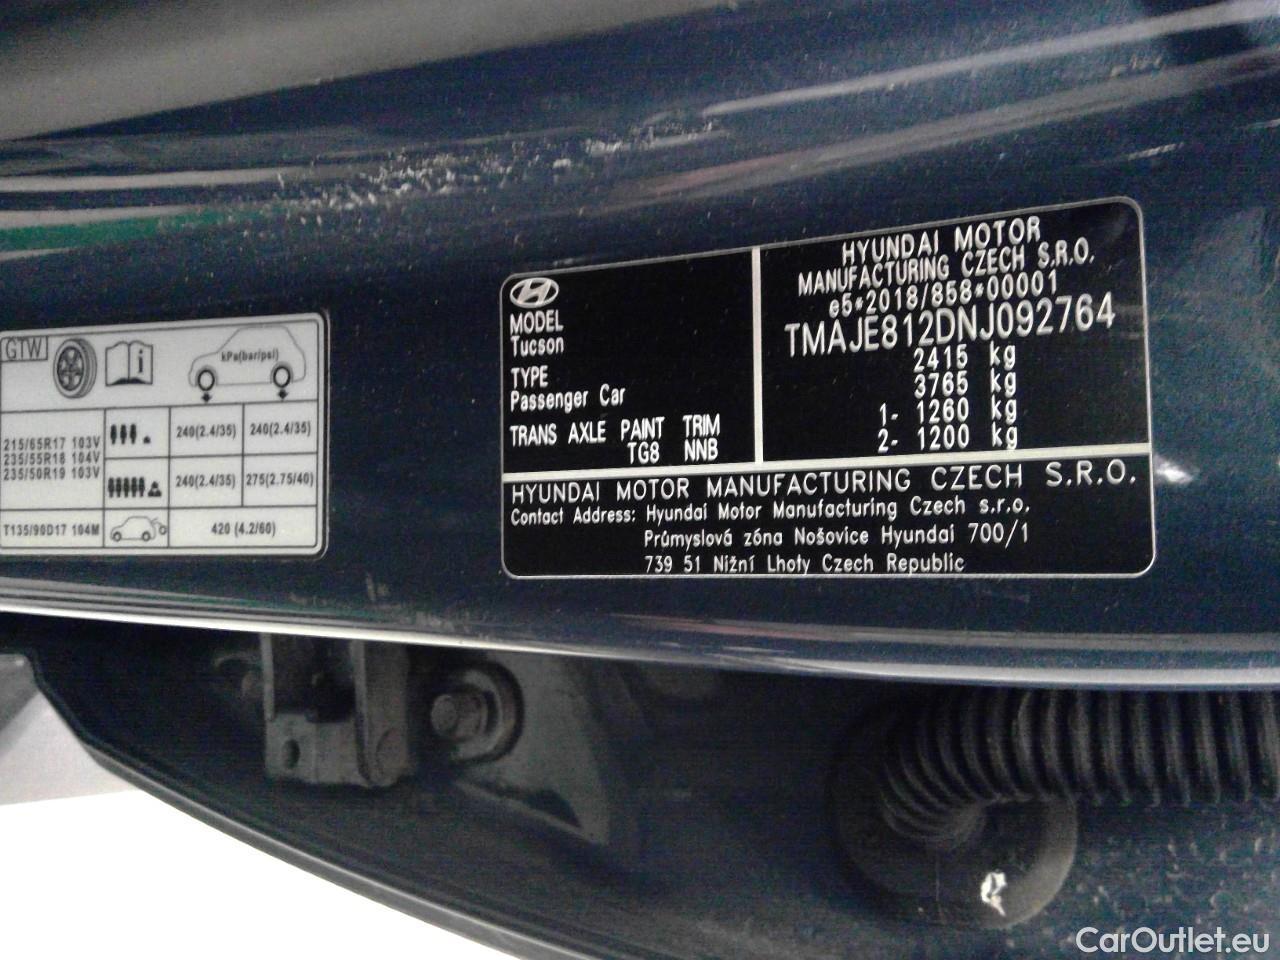 GTW
i
kPa(bar/psi)
215/65R17 103V
235/55R18 104V
235/50R19 103V
240(2.4/35) 240(2.4/35)
240(2.4/35) 275(2.75/40)
T135/90D17 104M
420 (4.2/60)
MODEL
Tucson
TYPE
Passenger Car
TRANS AXLE PAINT TRIM
TG8 NNB
HYUNDAI MOTOR
MANUFACTURING CZECH S.R.O.
e5*2018/858*00001
TMAJE812DNJ092764
2415 kg
3765 kg
1- 1260 kg
2- 1200 kg
HYUNDAI MOTOR MANUFACTURING CZECH S.R.O.
Contact Address: Hyundai Motor Manufacturing Czech s.r.o.
Průmyslová zóna Nošovice Hyundai 700/1
739 51 Nižní Lhoty Czech Republic
CarOutlet.eu